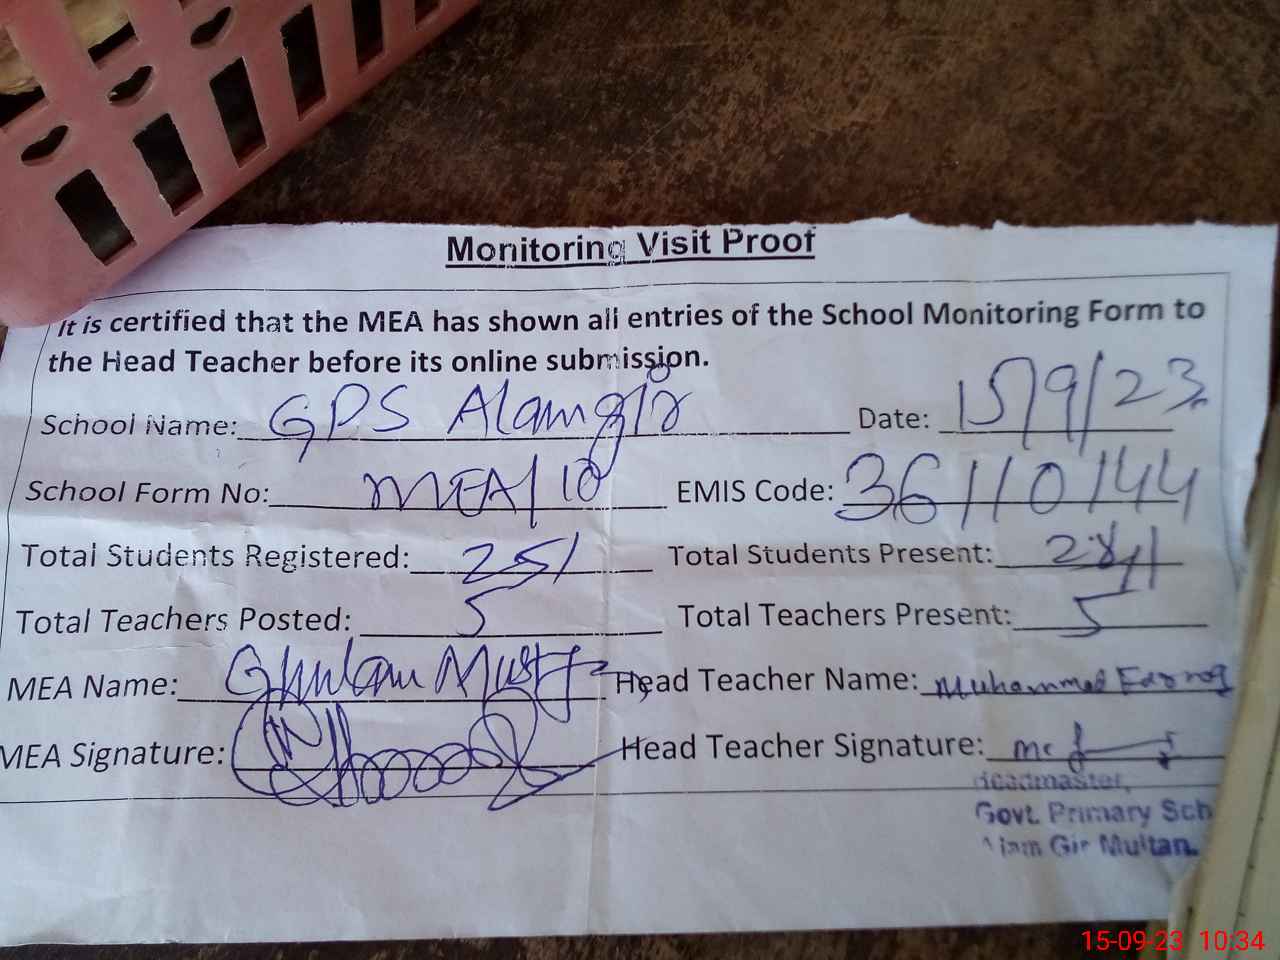 Monitoring Visit Proof
It is certified that the MEA has shown all entries of the School Monitoring Form to
the Head Teacher before its online submission.
School Name: GPS Alamgir Date: 15/9/23
School Form No: MEA/10 EMIS Code: 36110144
Total Students Registered: 251 Total Students Present:
Total Teachers Posted: 5 Total Teachers Present: 5
MEA Name: Ghulam Head Teacher Name: Muhammad Farooq
MEA Signature: Head Teacher Signature:
Headmaster,
Govt. Primary Sch
Alam Gir Multan.
15-09-23 10:34